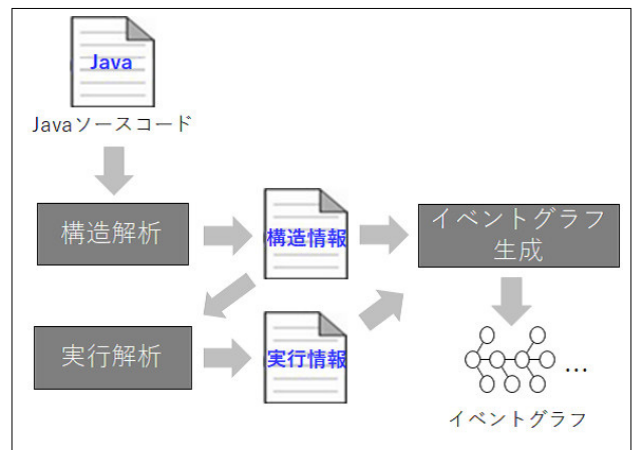 Java
Javaソースコード
構造解析
構造情報
イベントグラフ
生成
実行解析
実行情報
…
イベントグラフ